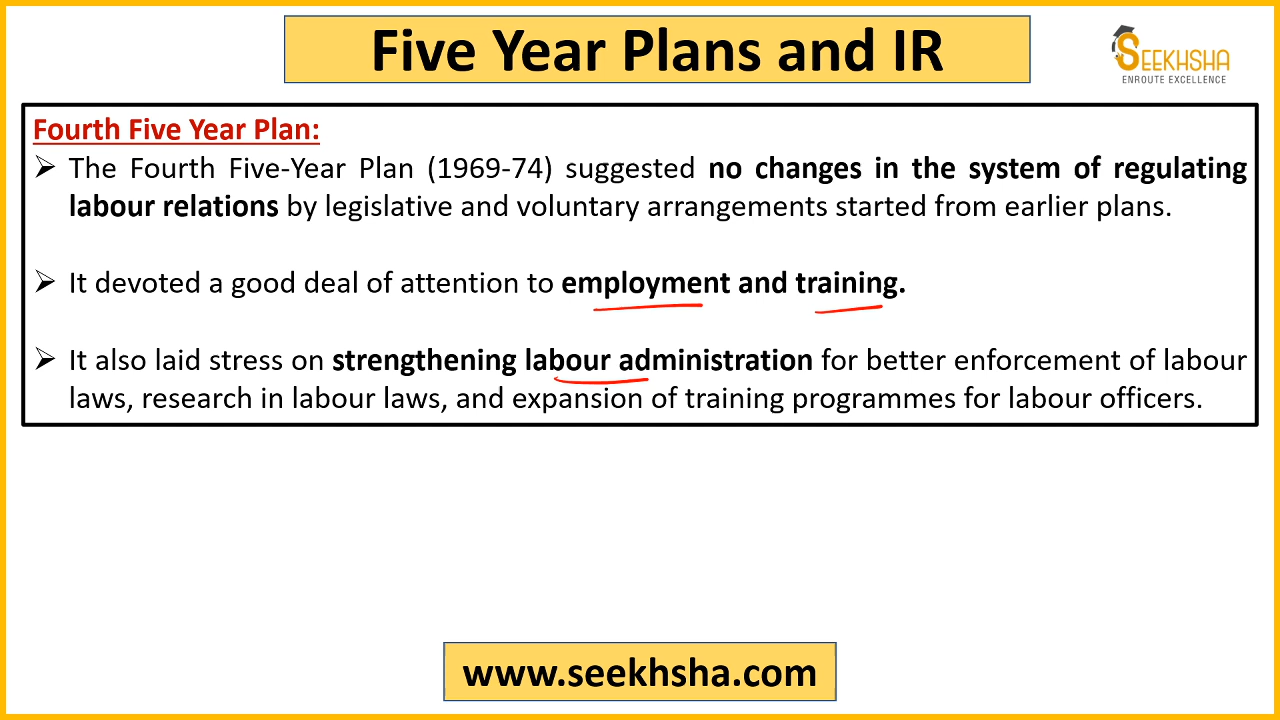 Five Year Plans and IR
SEEKHSHA
ENROUTE EXCELLENCE
Fourth Five Year Plan:
➢ The Fourth Five-Year Plan (1969-74) suggested no changes in the system of regulating
labour relations by legislative and voluntary arrangements started from earlier plans.
➢ It devoted a good deal of attention to employment and training.
➢ It also laid stress on strengthening labour administration for better enforcement of labour
laws, research in labour laws, and expansion of training programmes for labour officers.
www.seekhsha.com